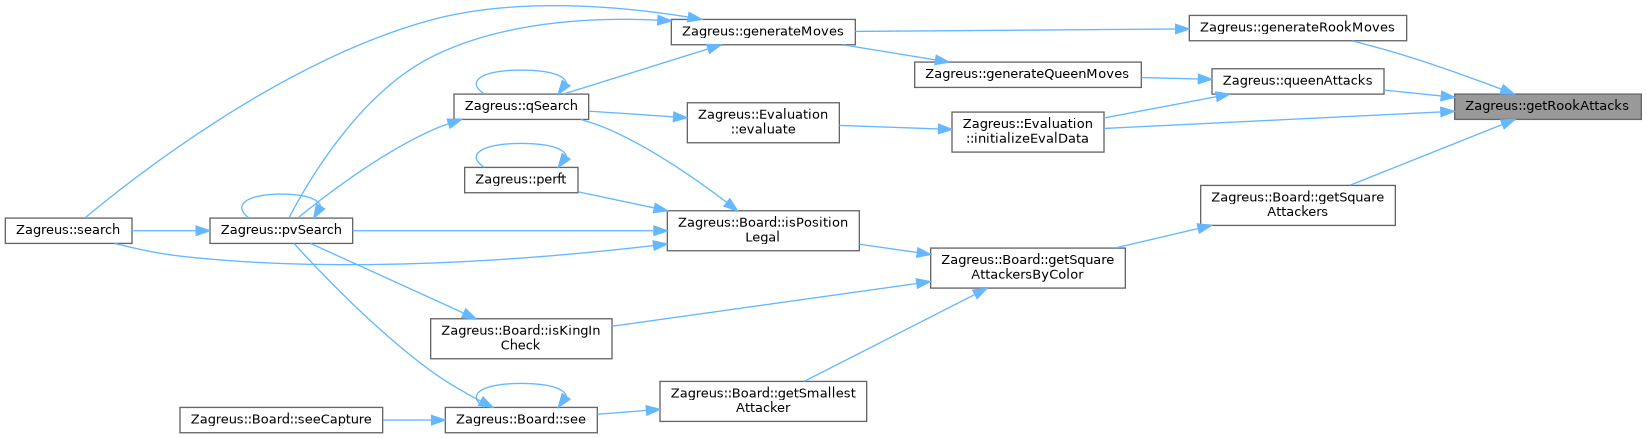 Zagreus::generateMoves
Zagreus::generateRookMoves
Zagreus::generateQueenMoves
Zagreus::queenAttacks
Zagreus::getRookAttacks
Zagreus::qSearch
Zagreus::Evaluation
::evaluate
Zagreus::Evaluation
::initializeEvalData
Zagreus::perft
Zagreus::Board::getSquare
Attackers
Zagreus::search
Zagreus::pvSearch
Zagreus::Board::isPosition
Legal
Zagreus::Board::getSquare
AttackersByColor
Zagreus::Board::isKingIn
Check
Zagreus::Board::getSmallest
Attacker
Zagreus::Board::seeCapture
Zagreus::Board::see